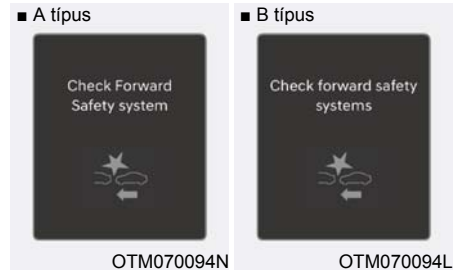 ■ A típus
Check Forward
Safety system
OTM070094N
■ B típus
Check forward safety
systems
OTM070094L